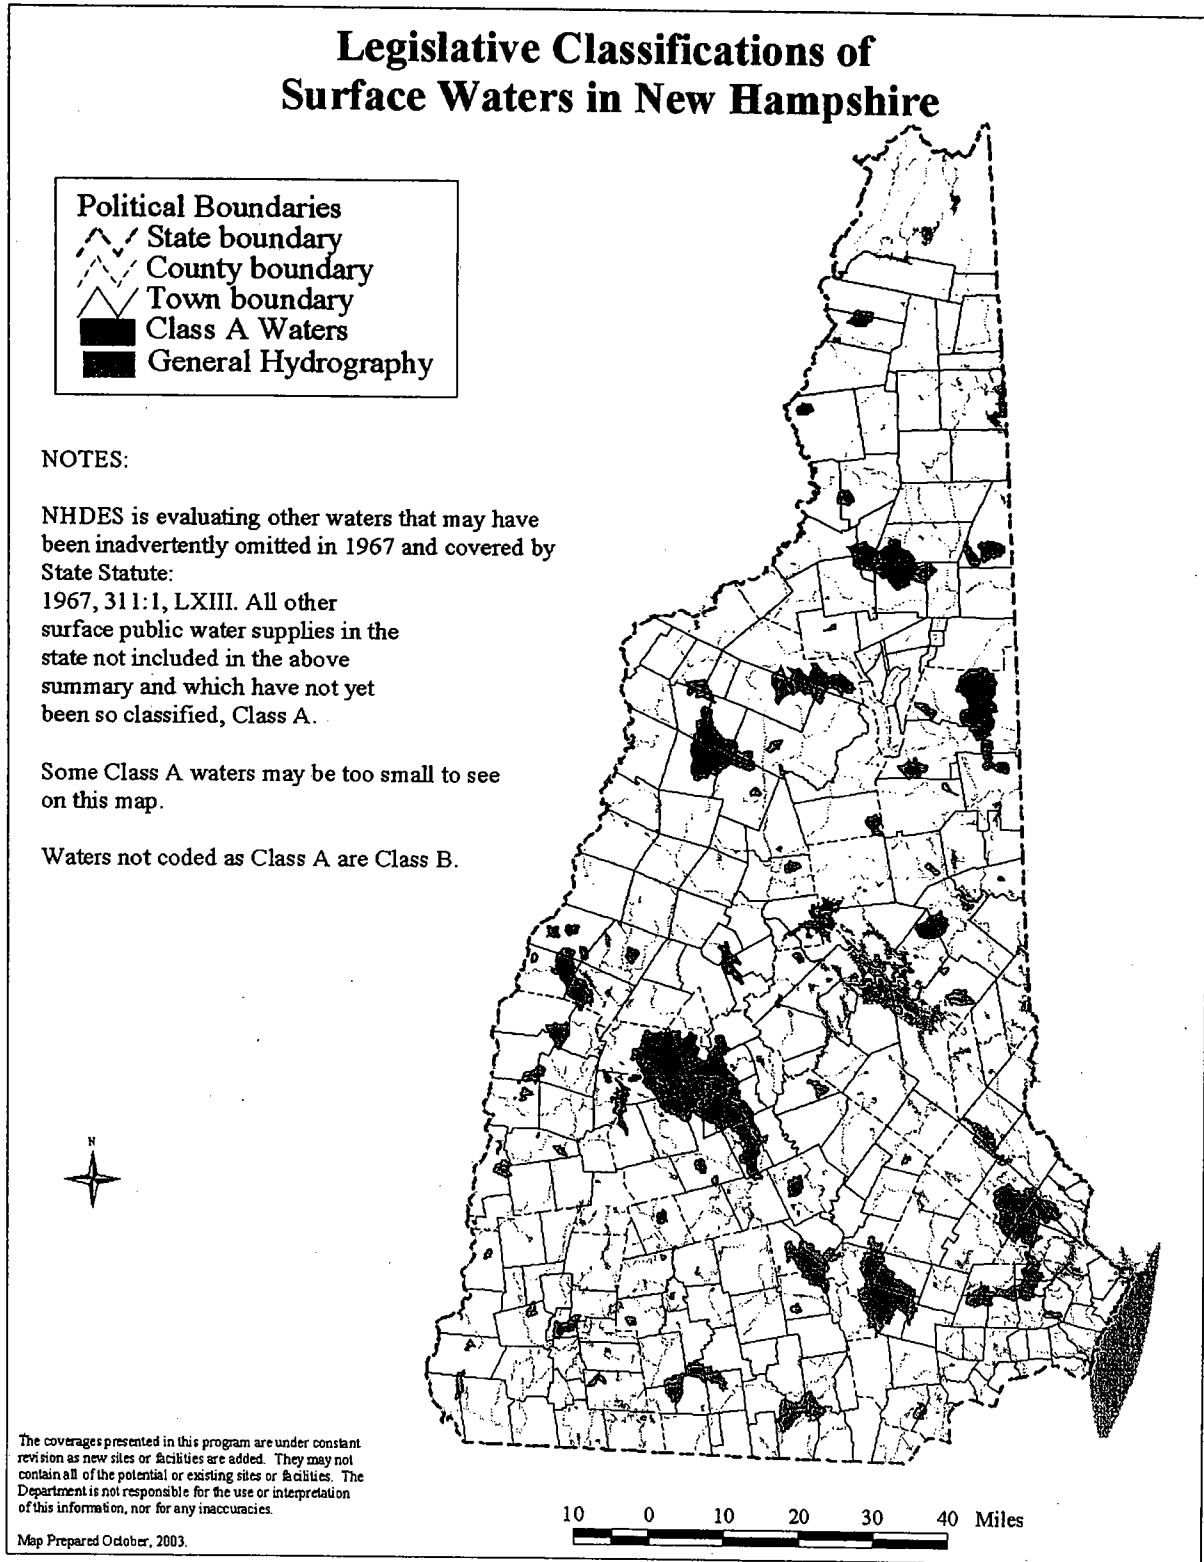 Legislative Classifications of
Surface Waters in New Hampshire
Political Boundaries
State boundary
County boundary
Town boundary
Class A Waters
General Hydrography
NOTES:
NHDES is evaluating other waters that may have
been inadvertently omitted in 1967 and covered by
State Statute:
1967, 311:1, LXIII. All other
surface public water supplies in the
state not included in the above
summary and which have not yet
been so classified, Class A.
Some Class A waters may be too small to see
on this map.
Waters not coded as Class A are Class B.
N
The coverages presented in this program are under constant
revision as new sites or facilities are added. They may not
contain all of the potential or existing sites or facilities. The
Department is not responsible for the use or interpretation
of this information, nor for any inaccuracies.
Map Prepared October, 2003.
10 0 10 20 30 40 Miles